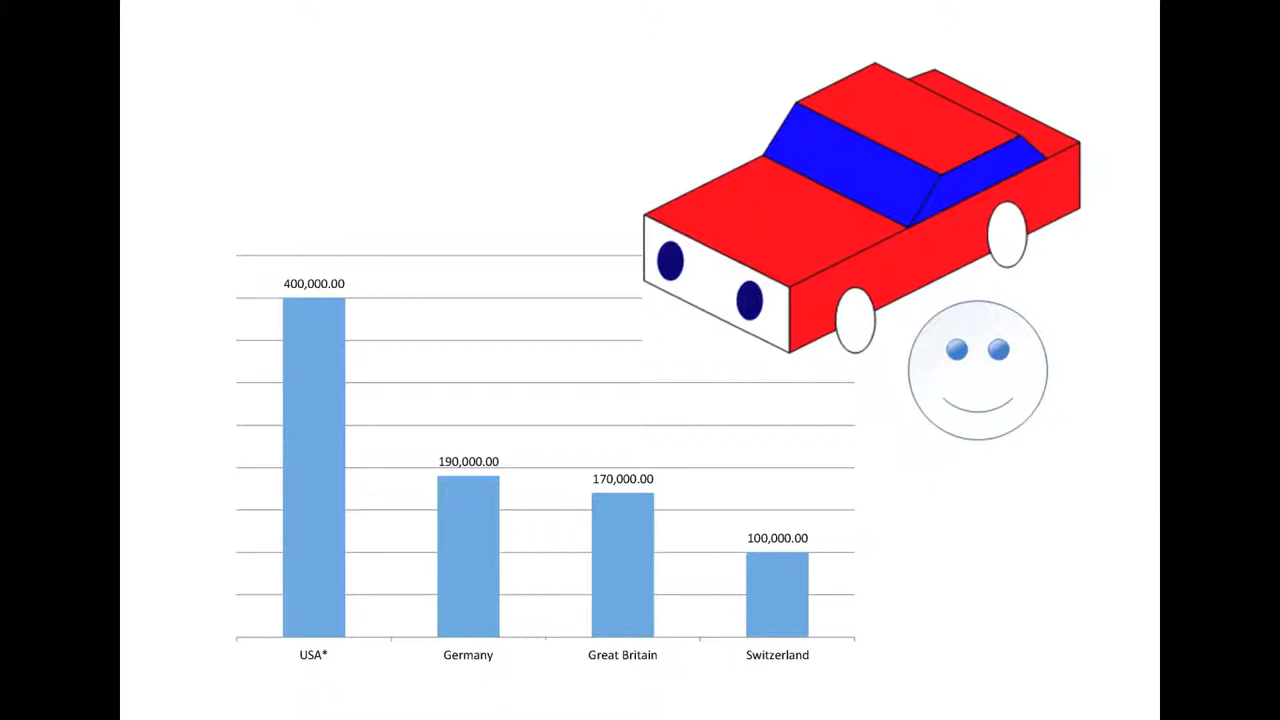 400,000.00
190,000.00
170,000.00
100,000.00
USA*
Germany
Great Britain
Switzerland